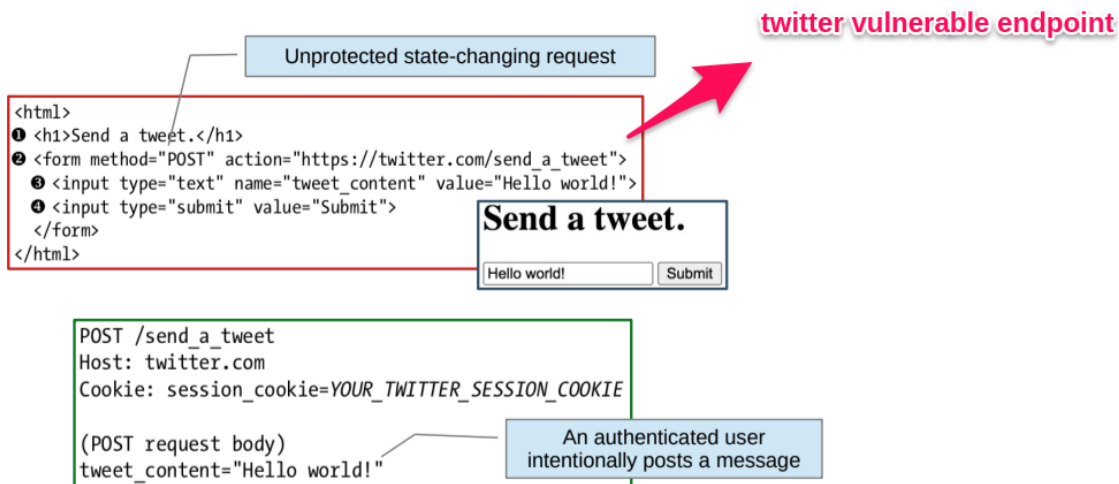 twitter vulnerable endpoint
Unprotected state-changing request
<html>
❶ <h1>Send a tweet.</h1>
❷ <form method="POST" action="https://twitter.com/send_a_tweet">
❸ <input type="text" name="tweet_content" value="Hello world!">
❹ <input type="submit" value="Submit">
</form>
</html>
Send a tweet.
Hello world! Submit
POST /send_a_tweet
Host: twitter.com
Cookie: session_cookie=YOUR_TWITTER_SESSION_COOKIE
(POST request body)
tweet_content="Hello world!"
An authenticated user
intentionally posts a message